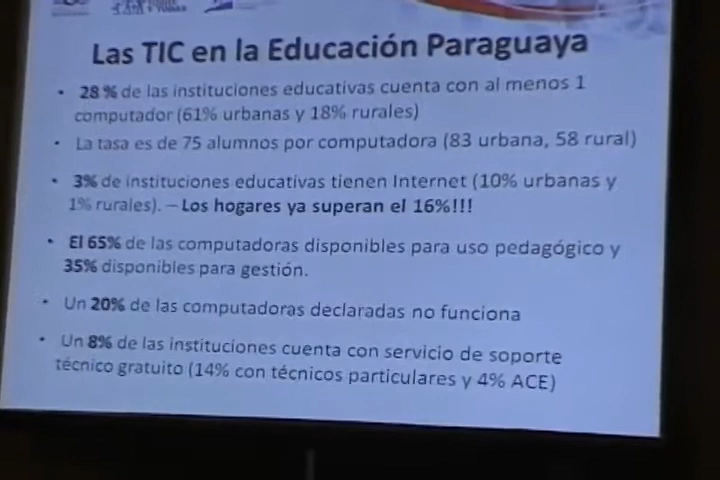 Las TIC en la Educación Paraguaya
• 28 % de las instituciones educativas cuenta con al menos 1
computador (61% urbanas y 18% rurales)
• La tasa es de 75 alumnos por computadora (83 urbana, 58 rural)
• 3% de instituciones educativas tienen Internet (10% urbanas y
1% rurales). – Los hogares ya superan el 16%!!!
• El 65% de las computadoras disponibles para uso pedagógico y
35% disponibles para gestión.
• Un 20% de las computadoras declaradas no funciona
• Un 8% de las instituciones cuenta con servicio de soporte
técnico gratuito (14% con técnicos particulares y 4% ACE)